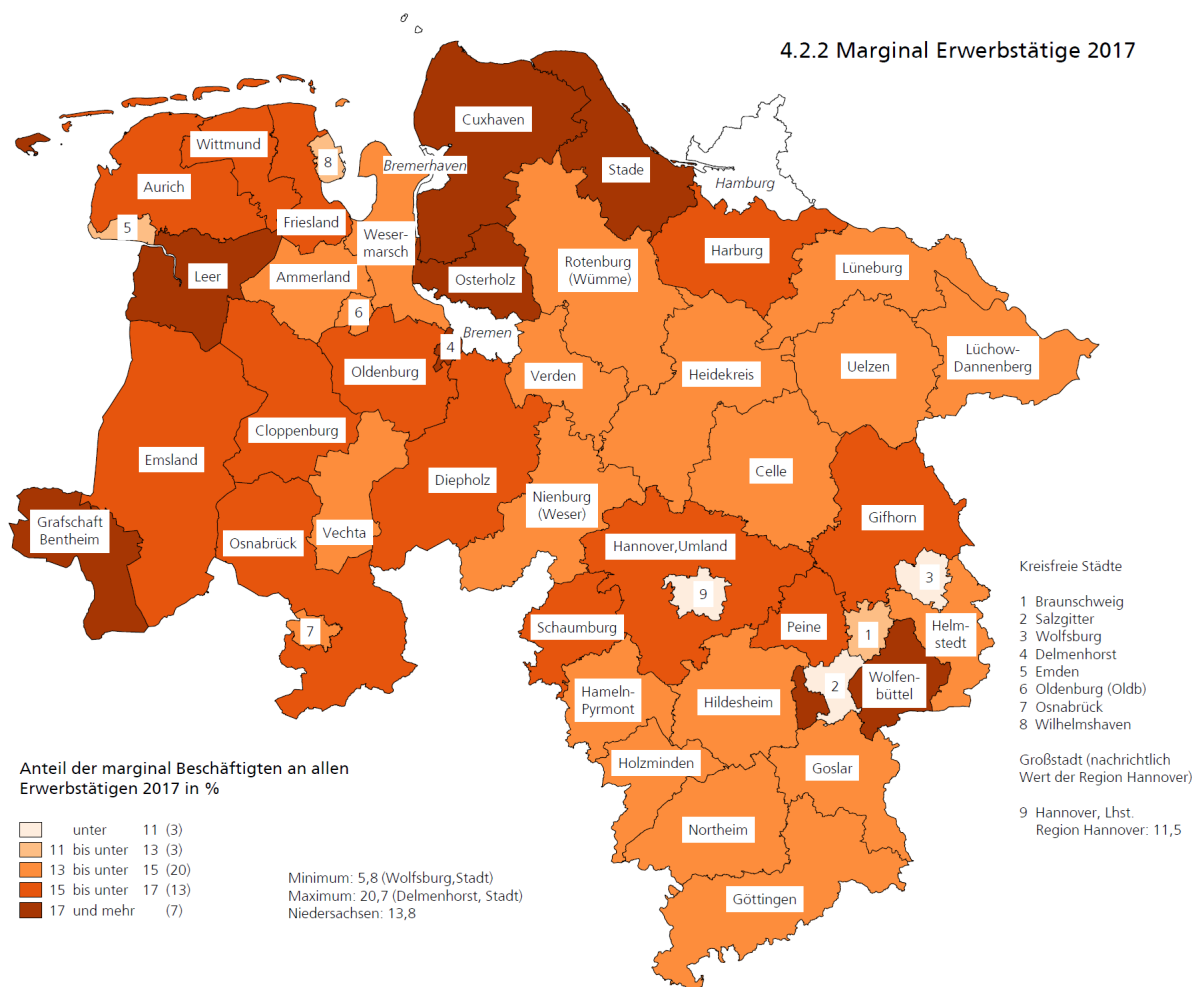 4.2.2 Marginal Erwerbstätige 2017
Cuxhaven
Wittmund
8
Bremerhaven
Stade
Hamburg
Aurich
5
Friesland
Weser-
marsch
Harburg
Leer
Ammerland
Osterholz
Rotenburg
(Wümme)
Lüneburg
6
4
Bremen
Oldenburg
Verden
Heidekreis
Uelzen
Lüchow-
Dannenberg
Cloppenburg
Emsland
Diepholz
Celle
Nienburg
(Weser)
Grafschaft
Bentheim
Osnabrück
Vechta
Hannover,Umland
Gifhorn
3
9
7
Schaumburg
Peine
1
Helm-
stedt
2
Wolfen-
büttel
Hameln-
Pyrmont
Hildesheim
Holzminden
Goslar
Northeim
Göttingen
Kreisfreie Städte
1 Braunschweig
2 Salzgitter
3 Wolfsburg
4 Delmenhorst
5 Emden
6 Oldenburg (Oldb)
7 Osnabrück
8 Wilhelmshaven
Großstadt (nachrichtlich
Wert der Region Hannover)
9 Hannover, Lhst.
Region Hannover: 11,5
Anteil der marginal Beschäftigten an allen
Erwerbstätigen 2017 in %
unter 11 (3)
11 bis unter 13 (3)
13 bis unter 15 (20)
15 bis unter 17 (13)
17 und mehr (7)
Minimum: 5,8 (Wolfsburg,Stadt)
Maximum: 20,7 (Delmenhorst, Stadt)
Niedersachsen: 13,8